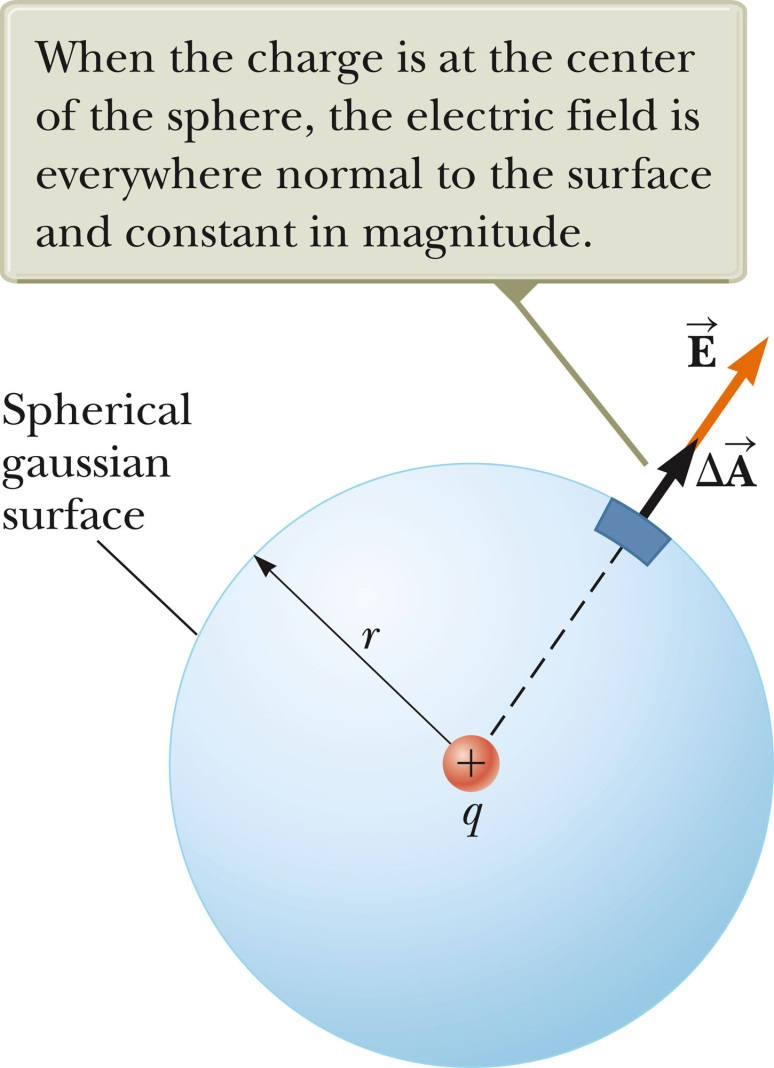 When the charge is at the center
of the sphere, the electric field is
everywhere normal to the surface
and constant in magnitude.
Spherical
gaussian
surface
E⃗
ΔA⃗
r
+
q